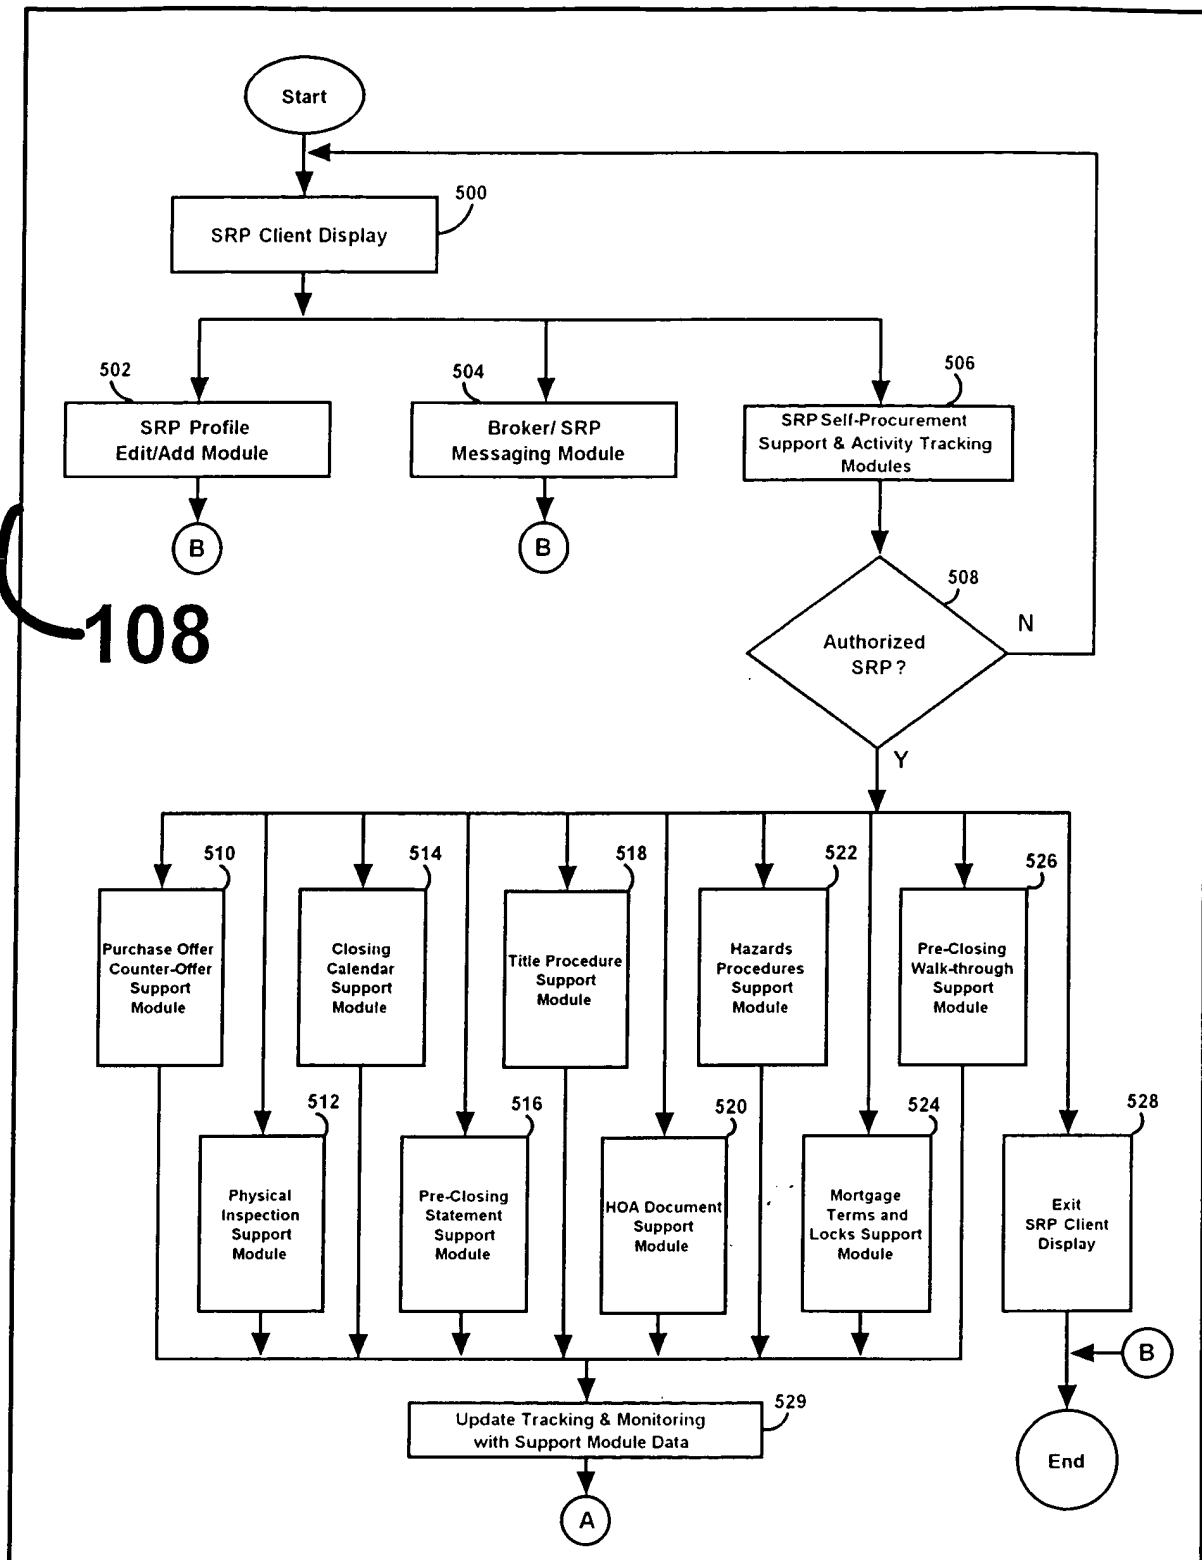 Start
500
SRP Client Display
502
504
506
SRP Profile
Edit/Add Module
Broker/ SRP
Messaging Module
SRP Self-Procurement
Support & Activity Tracking
Modules
B
B
508
108
Authorized
SRP ?
N
Y
510
514
518
522
526
Purchase Offer
Counter-Offer
Support
Module
Closing
Calendar
Support
Module
Title Procedure
Support
Module
Hazards
Procedures
Support
Module
Pre-Closing
Walk-through
Support
Module
512
516
520
524
528
Physical
Inspection
Support
Module
Pre-Closing
Statement
Support
Module
HOA Document
Support
Module
Mortgage
Terms and
Locks Support
Module
Exit
SRP Client
Display
B
529
Update Tracking & Monitoring
with Support Module Data
End
A